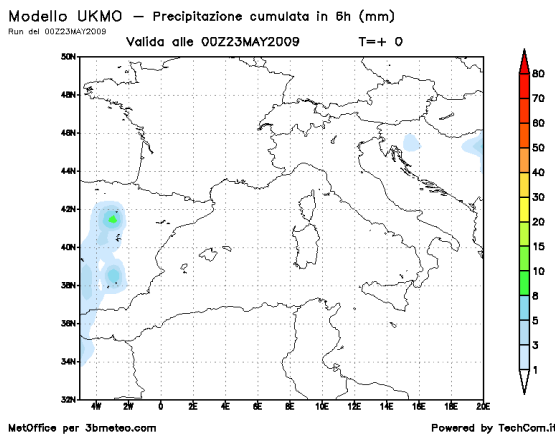 Modello UKMO – Precipitazione cumulata in 6h (mm)
Run del 00Z23MAY2009
Valida alle 00Z23MAY2009 T=+ 0
50N
48N
46N
44N
42N
40N
38N
36N
34N
32N
4W 2W 0 2E 4E 6E 8E 10E 12E 14E 16E 18E 20E
80
70
60
50
40
30
20
15
10
8
5
3
1
MetOffice per 3bmeteo.com Powered by TechCom.it